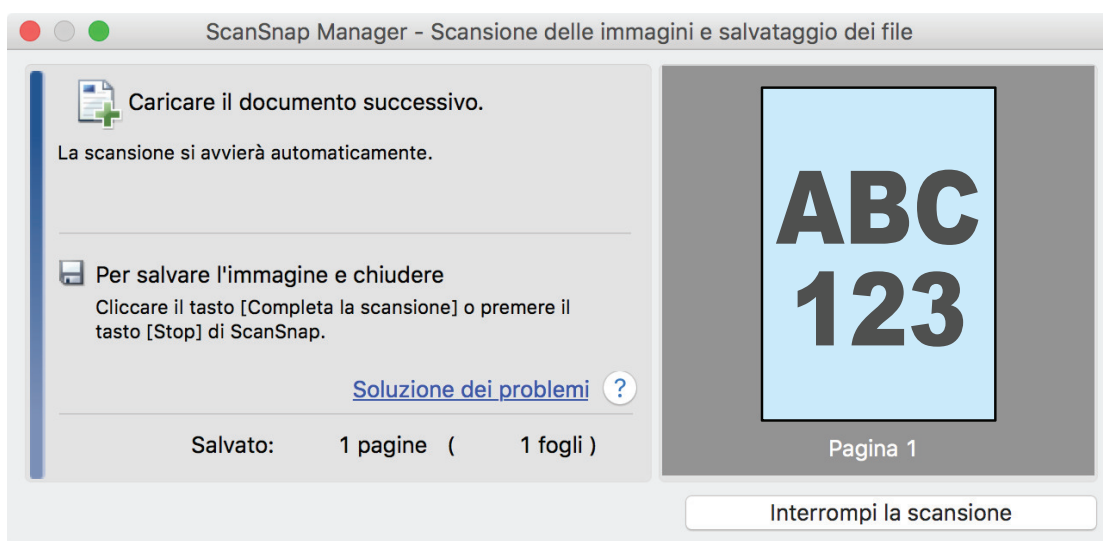 ScanSnap Manager - Scansione delle immagini e salvataggio dei file
Caricare il documento successivo.
La scansione si avvierà automaticamente.
Per salvare l'immagine e chiudere
Cliccare il tasto [Completa la scansione] o premere il
tasto [Stop] di ScanSnap.
Soluzione dei problemi ?
Salvato: 1 pagine ( 1 fogli )
ABC
123
Pagina 1
Interrompi la scansione